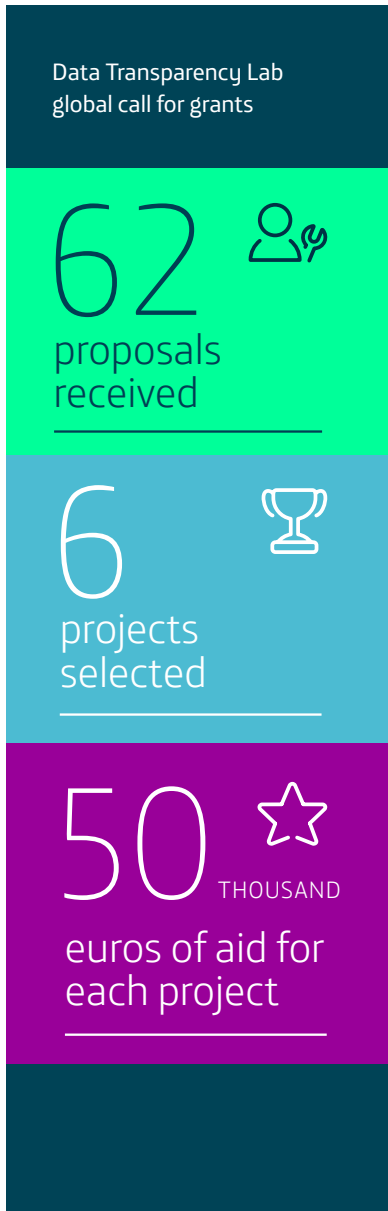 Data Transparency Lab
global call for grants
62
proposals
received
6
projects
selected
50
THOUSAND
euros of aid for
each project